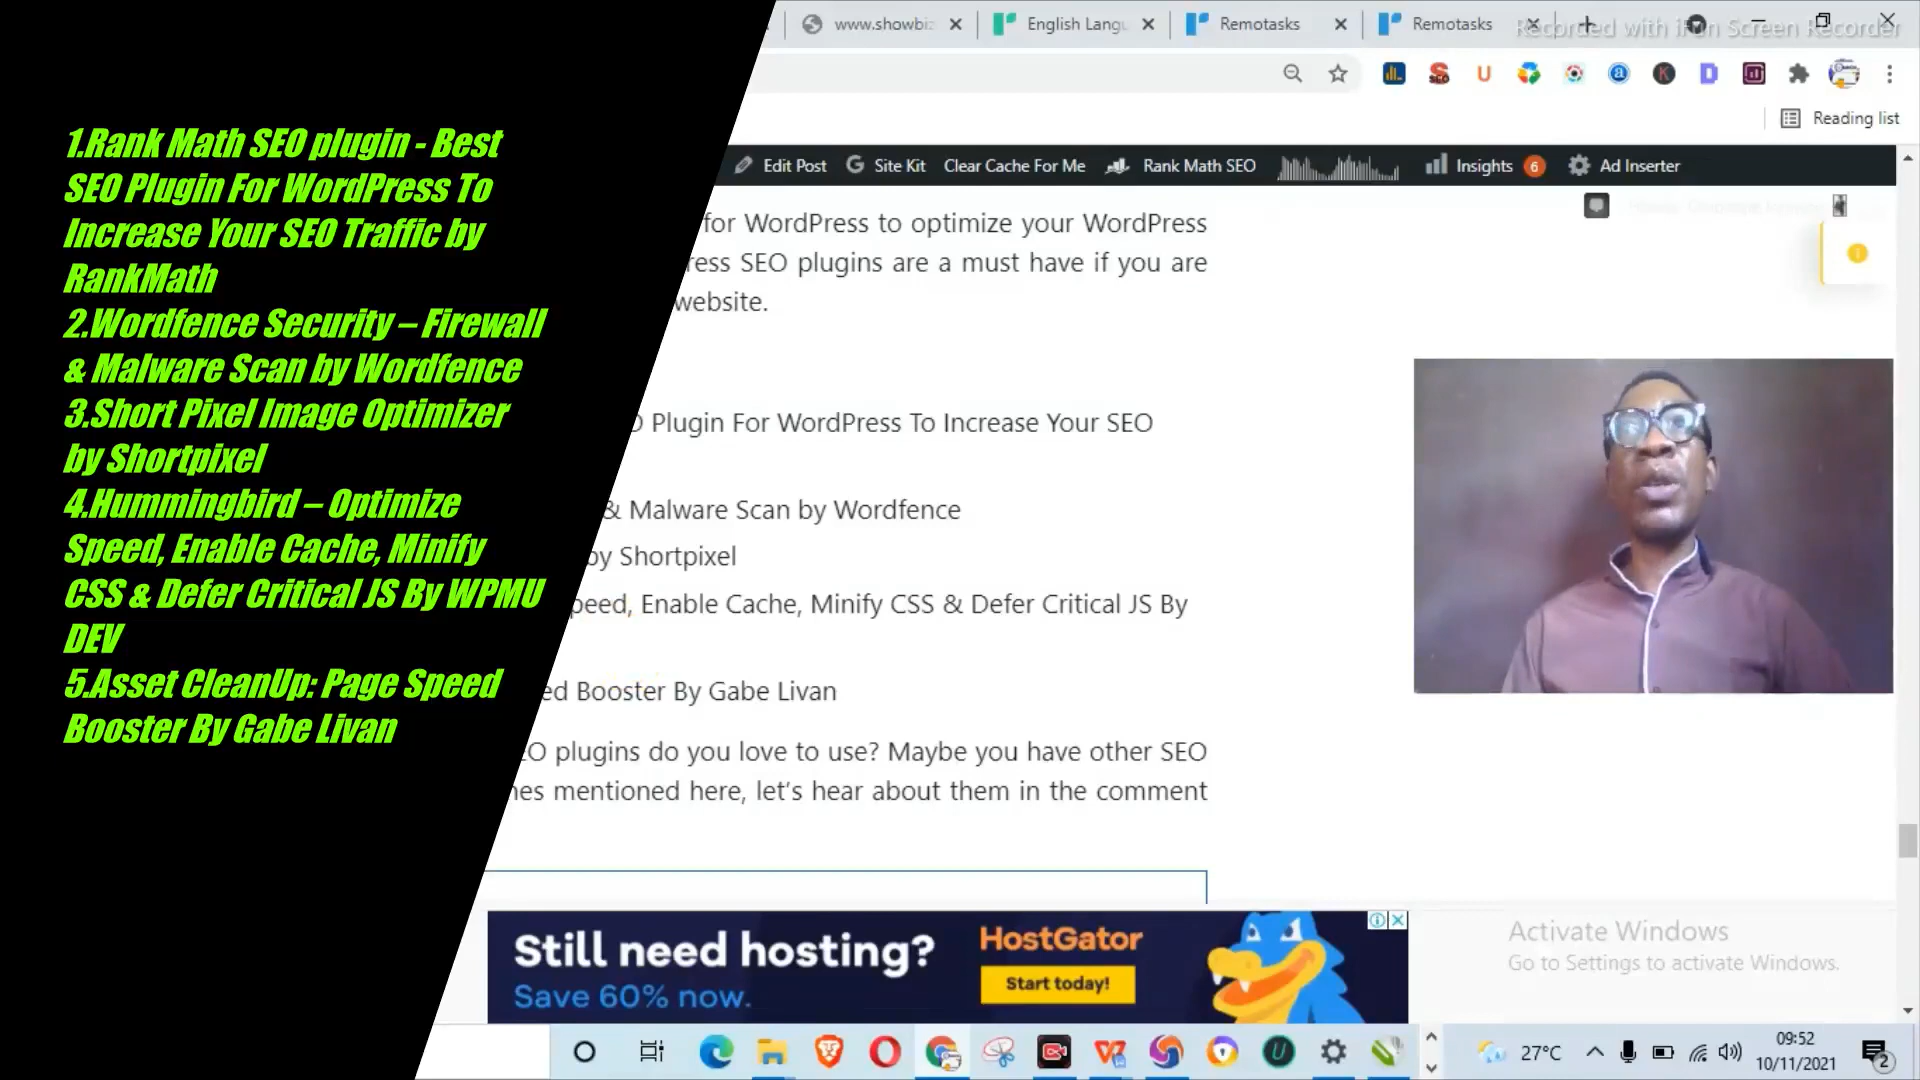 1.Rank Math SEO plugin - Best
SEO Plugin For WordPress To
Increase Your SEO Traffic by
RankMath
2.Wordfence Security – Firewall
& Malware Scan by Wordfence
3.Short Pixel Image Optimizer
by Shortpixel
4.Hummingbird – Optimize
Speed, Enable Cache, Minify
CSS & Defer Critical JS By WPMU
DEV
5.Asset CleanUp: Page Speed
Booster By Gabe Livan
www.showbiz
English Langu
Remotasks
Remotasks
Recorded with iFun Screen Recorder
Reading list
Edit Post
Site Kit
Clear Cache For Me
Rank Math SEO
Insights 6
Ad Inserter
for WordPress to optimize your WordPress
ress SEO plugins are a must have if you are
website.
O Plugin For WordPress To Increase Your SEO
& Malware Scan by Wordfence
by Shortpixel
peed, Enable Cache, Minify CSS & Defer Critical JS By
ed Booster By Gabe Livan
EO plugins do you love to use? Maybe you have other SEO
nes mentioned here, let's hear about them in the comment
Still need hosting?
Save 60% now.
HostGator
Start today!
Activate Windows
Go to Settings to activate Windows.
27°C
09:52
10/11/2021
2